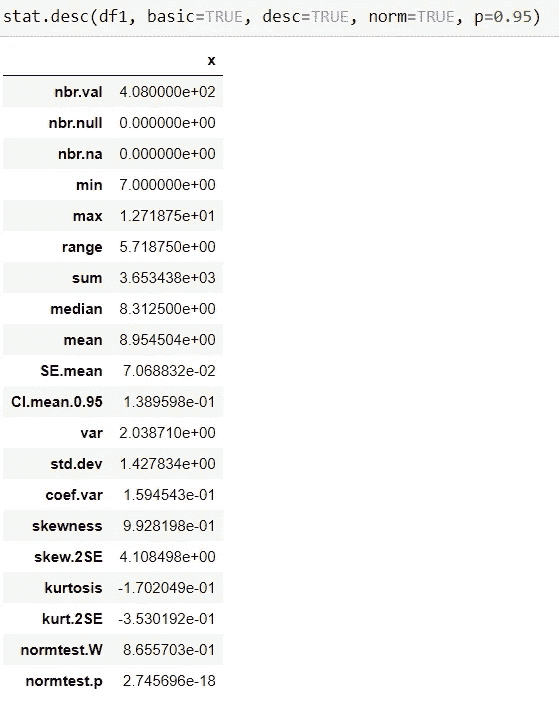 stat.desc(df1, basic=TRUE, desc=TRUE, norm=TRUE, p=0.95)
x
nbr.val 4.080000e+02
nbr.null 0.000000e+00
nbr.na 0.000000e+00
min 7.000000e+00
max 1.271875e+01
range 5.718750e+00
sum 3.653438e+03
median 8.312500e+00
mean 8.954504e+00
SE.mean 7.068832e-02
CI.mean.0.95 1.389598e-01
var 2.038710e+00
std.dev 1.427834e+00
coef.var 1.594543e-01
skewness 9.928198e-01
skew.2SE 4.108498e+00
kurtosis -1.702049e-01
kurt.2SE -3.530192e-01
normtest.W 8.655703e-01
normtest.p 2.745696e-18